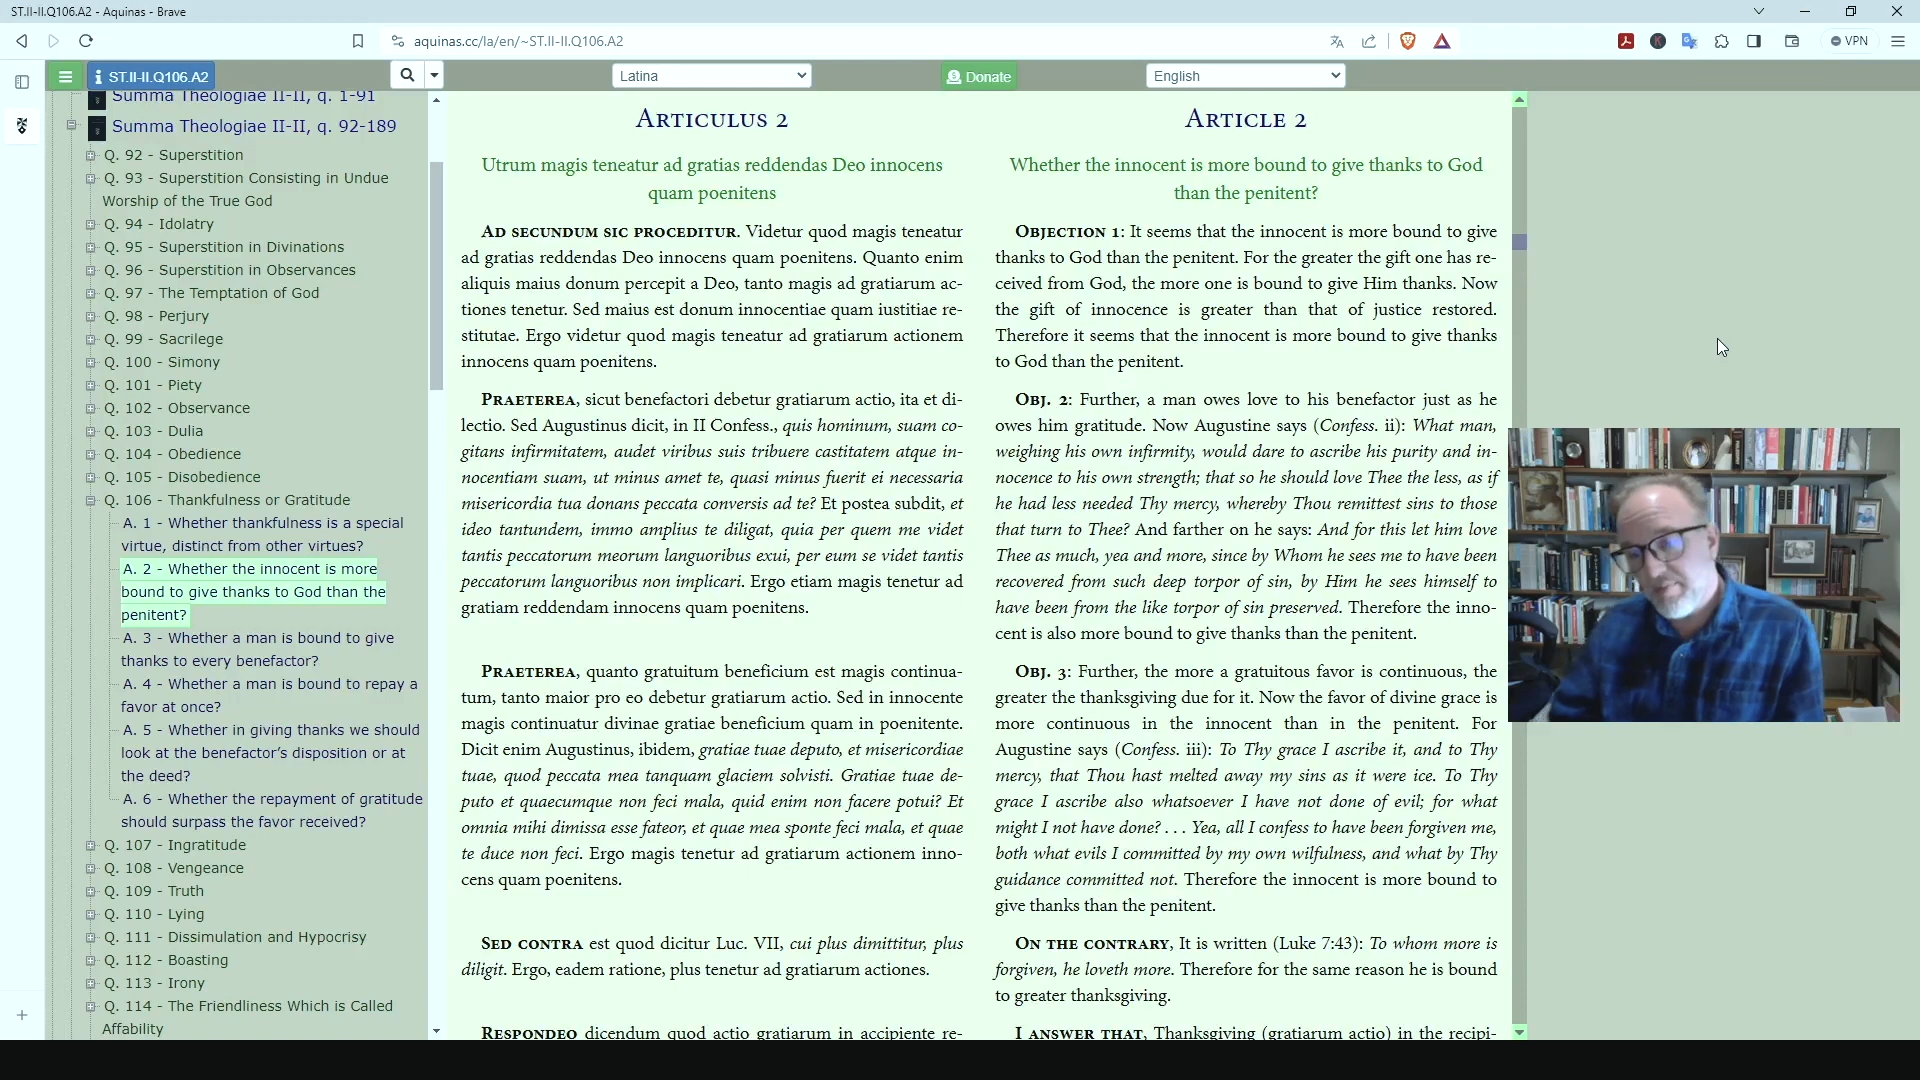 ST.II-II.Q106.A2 - Aquinas - Brave
aquinas.cc/la/en/~ST.II-II.Q106.A2
VPN
ST.II-II.Q106.A2
Latina
Donate
English
Summa Theologiae II-II, q. 1-91
Summa Theologiae II-II, q. 92-189
Q. 92 - Superstition
Q. 93 - Superstition Consisting in Undue
Worship of the True God
Q. 94 - Idolatry
Q. 95 - Superstition in Divinations
Q. 96 - Superstition in Observances
Q. 97 - The Temptation of God
Q. 98 - Perjury
Q. 99 - Sacrilege
Q. 100 - Simony
Q. 101 - Piety
Q. 102 - Observance
Q. 103 - Dulia
Q. 104 - Obedience
Q. 105 - Disobedience
Q. 106 - Thankfulness or Gratitude
A. 1 - Whether thankfulness is a special
virtue, distinct from other virtues?
A. 2 - Whether the innocent is more
bound to give thanks to God than the
penitent?
A. 3 - Whether a man is bound to give
thanks to every benefactor?
A. 4 - Whether a man is bound to repay a
favor at once?
A. 5 - Whether in giving thanks we should
look at the benefactor’s disposition or at
the deed?
A. 6 - Whether the repayment of gratitude
should surpass the favor received?
Q. 107 - Ingratitude
Q. 108 - Vengeance
Q. 109 - Truth
Q. 110 - Lying
Q. 111 - Dissimulation and Hypocrisy
Q. 112 - Boasting
Q. 113 - Irony
Q. 114 - The Friendliness Which is Called
Affability
Articulus 2
Utrum magis teneatur ad gratias reddendas Deo innocens
quam poenitens
Ad secundum sic proceditur. Videtur quod magis teneatur
ad gratias reddendas Deo innocens quam poenitens. Quanto enim
aliquis maius donum percepit a Deo, tanto magis ad gratiarum ac-
tiones tenetur. Sed maius est donum innocentiae quam iustitiae re-
stitutae. Ergo videtur quod magis teneatur ad gratiarum actionem
innocens quam poenitens.
Praeterea, sicut benefactori debetur gratiarum actio, ita et di-
lectio. Sed Augustinus dicit, in II Confess., quis hominum, suam co-
gitans infirmitatem, audet viribus suis tribuere castitatem atque in-
nocentiam suam, ut minus amet te, quasi minus fuerit ei necessaria
misericordia tua donans peccata conversis ad te? Et postea subdit, et
ideo tantundem, immo amplius te diligat, quia per quem me videt
tantis peccatorum meorum languoribus exui, per eum se videt tantis
peccatorum languoribus non implicari. Ergo etiam magis tenetur ad
gratiam reddendam innocens quam poenitens.
Praeterea, quanto gratuitum beneficium est magis continua-
tum, tanto maior pro eo debetur gratiarum actio. Sed in innocente
magis continuatur divinae gratiae beneficium quam in poenitente.
Dicit enim Augustinus, ibidem, gratiae tuae deputo, et misericordiae
tuae, quod peccata mea tanquam glaciem solvisti. Gratiae tuae de-
puto et quaecumque non feci mala, quid enim non facere potui? Et
omnia mihi dimissa esse fateor, et quae mea sponte feci mala, et quae
te duce non feci. Ergo magis tenetur ad gratiarum actionem inno-
cens quam poenitens.
Sed contra est quod dicitur Luc. VII, cui plus dimittitur, plus
diligit. Ergo, eadem ratione, plus tenetur ad gratiarum actiones.
Respondeo dicendum quod actio gratiarum in accipiente re-
Article 2
Whether the innocent is more bound to give thanks to God
than the penitent?
Objection 1: It seems that the innocent is more bound to give
thanks to God than the penitent. For the greater the gift one has re-
ceived from God, the more one is bound to give Him thanks. Now
the gift of innocence is greater than that of justice restored.
Therefore it seems that the innocent is more bound to give thanks
to God than the penitent.
Obj. 2: Further, a man owes love to his benefactor just as he
owes him gratitude. Now Augustine says (Confess. ii): What man,
weighing his own infirmity, would dare to ascribe his purity and in-
nocence to his own strength; that so he should love Thee the less, as if
he had less needed Thy mercy, whereby Thou remittest sins to those
that turn to Thee? And farther on he says: And for this let him love
Thee as much, yea and more, since by Whom he sees me to have been
recovered from such deep torpor of sin, by Him he sees himself to
have been from the like torpor of sin preserved. Therefore the inno-
cent is also more bound to give thanks than the penitent.
Obj. 3: Further, the more a gratuitous favor is continuous, the
greater the thanksgiving due for it. Now the favor of divine grace is
more continuous in the innocent than in the penitent. For
Augustine says (Confess. iii): To Thy grace I ascribe it, and to Thy
mercy, that Thou hast melted away my sins as it were ice. To Thy
grace I ascribe also whatsoever I have not done of evil; for what
might I not have done? . . . Yea, all I confess to have been forgiven me,
both what evils I committed by my own wilfulness, and what by Thy
guidance committed not. Therefore the innocent is more bound to
give thanks than the penitent.
On the contrary, It is written (Luke 7:43): To whom more is
forgiven, he loveth more. Therefore for the same reason he is bound
to greater thanksgiving.
I answer that, Thanksgiving (gratiarum actio) in the recipi-